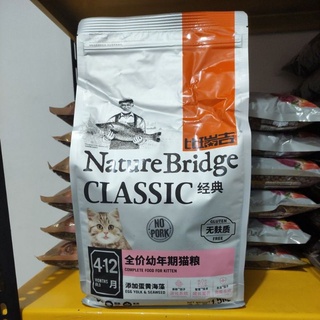 比瑞吉
Nature Bridge
CLASSIC 经典
NO
PORK
GLUTEN
无麸质
FREE
4-12
MONTHS
月
全价幼年期猫粮
COMPLETE FOOD FOR KITTEN
添加蛋黄海藻
EGG YOLK & SEAWEED